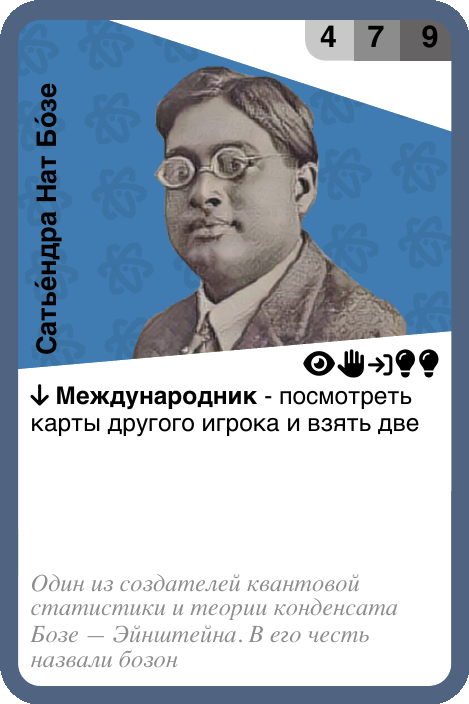 4 7 9
Сатье́ндра Нат Бо́зе
↓ Международник - посмотреть
карты другого игрока и взять две
Один из создателей квантовой
статистики и теории конденсата
Бозе — Эйнштейна. В его честь
назвали бозон